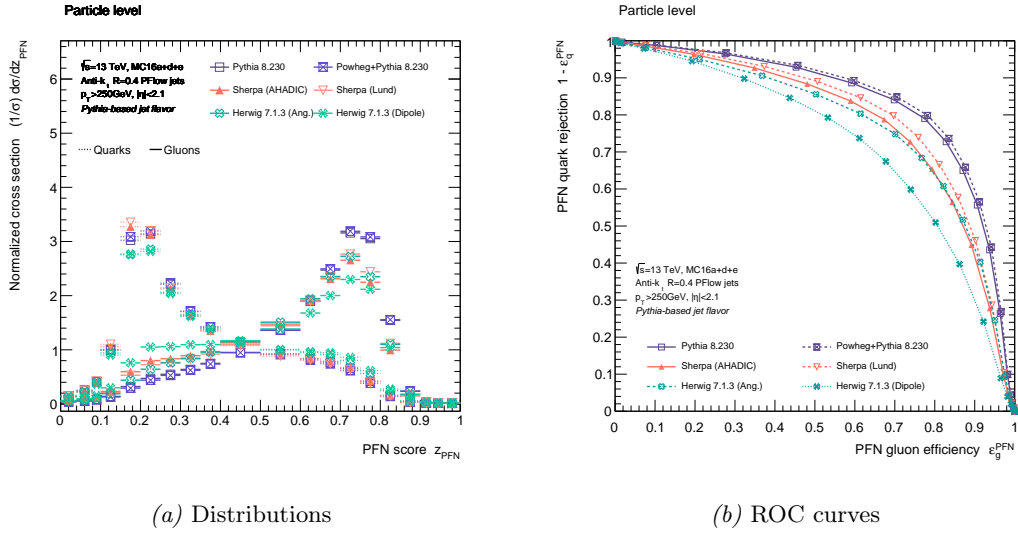 Particle level
Normalized cross section (1/σ) dσ/dz_PFN
6
5
4
3
2
1
0
√s=13 TeV, MC16a+d+e
Anti-k_t R=0.4 PFlow jets
p_T>250GeV, |η|<2.1
Pythia-based jet flavor
Pythia 8.230
Powheg+Pythia 8.230
Sherpa (AHADIC)
Sherpa (Lund)
Herwig 7.1.3 (Ang.)
Herwig 7.1.3 (Dipole)
Quarks
Gluons
0 0.1 0.2 0.3 0.4 0.5 0.6 0.7 0.8 0.9 1
PFN score z_PFN
(a) Distributions
Particle level
PFN quark rejection 1 - ε_q^PFN
1
0.9
0.8
0.7
0.6
0.5
0.4
0.3
0.2
0.1
0
√s=13 TeV, MC16a+d+e
Anti-k_t R=0.4 PFlow jets
p_T>250GeV, |η|<2.1
Pythia-based jet flavor
Pythia 8.230
Powheg+Pythia 8.230
Sherpa (AHADIC)
Sherpa (Lund)
Herwig 7.1.3 (Ang.)
Herwig 7.1.3 (Dipole)
0 0.1 0.2 0.3 0.4 0.5 0.6 0.7 0.8 0.9 1
PFN gluon efficiency ε_g^PFN
(b) ROC curves